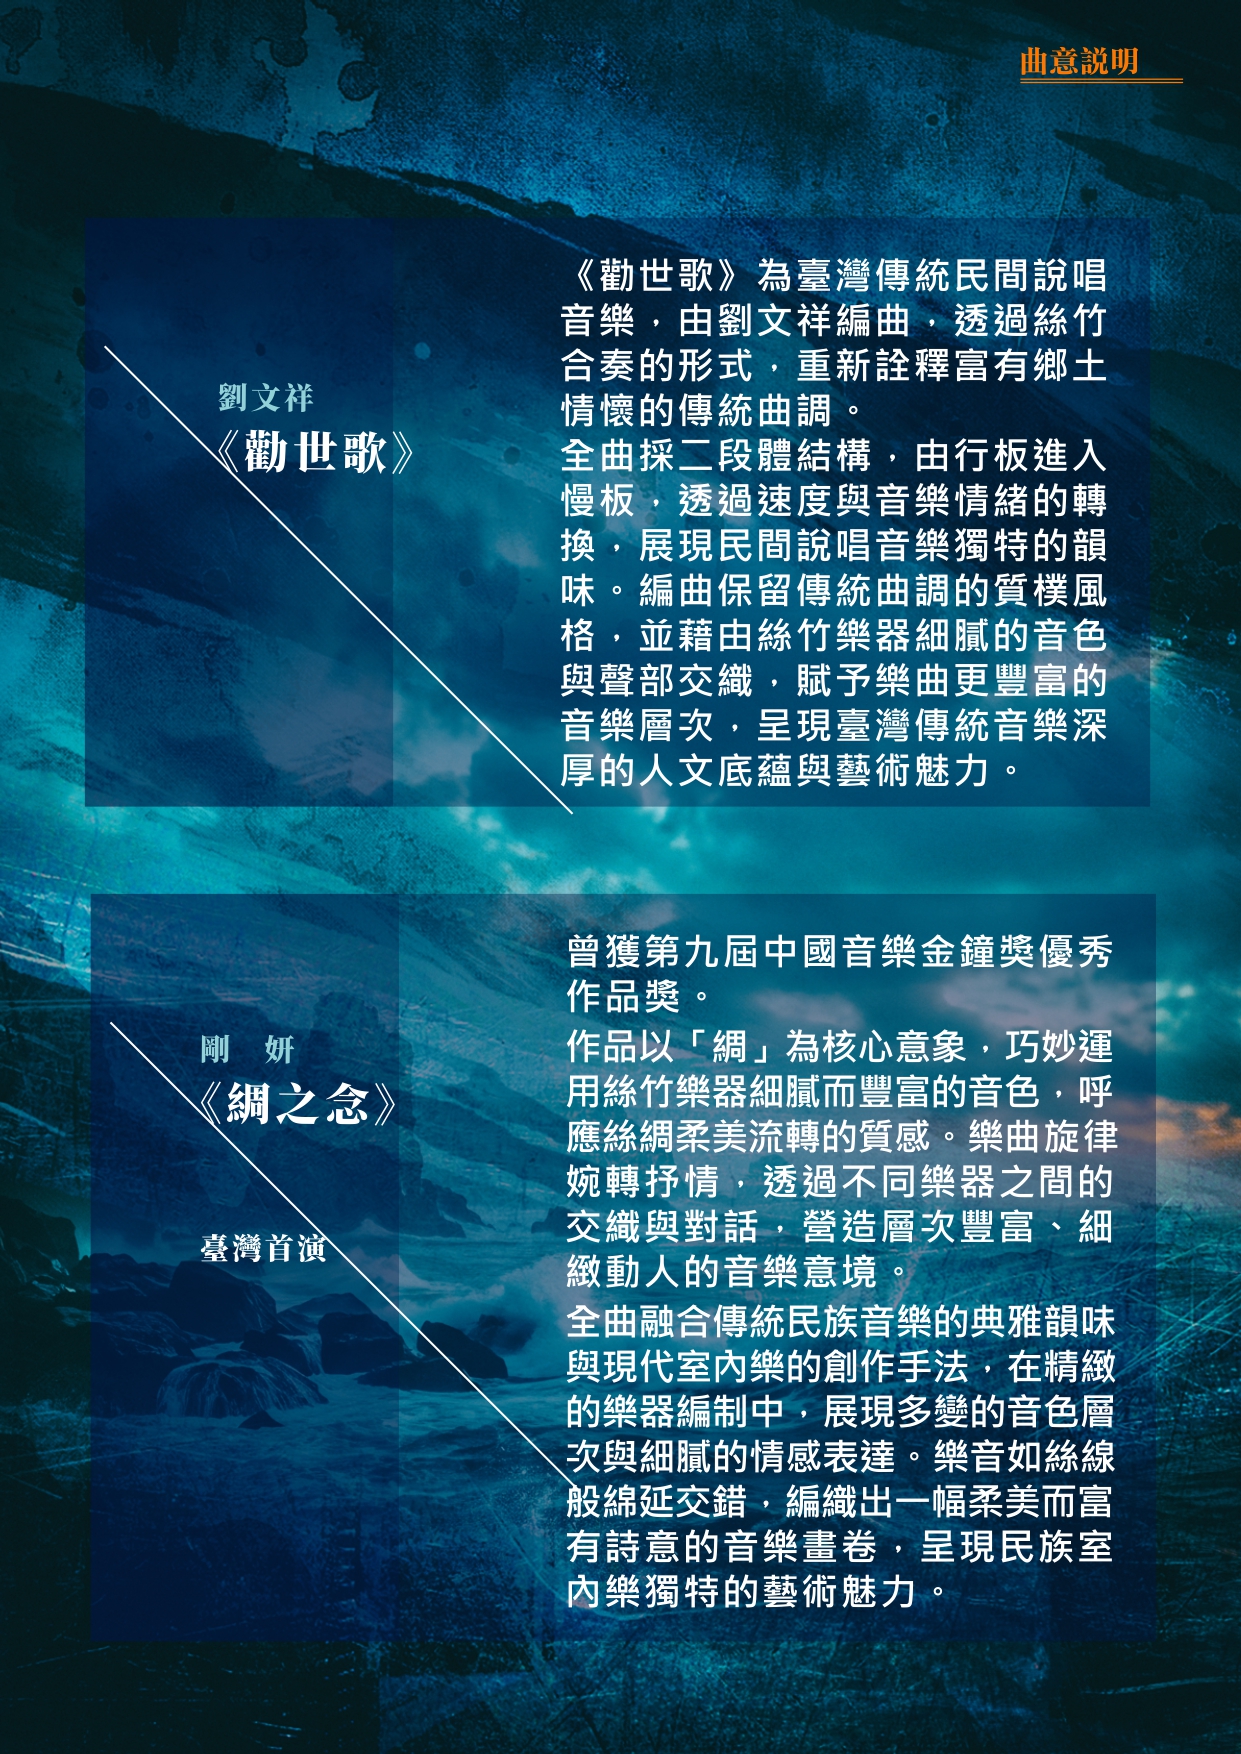 曲意説明
劉文祥
《勸世歌》
《勸世歌》為臺灣傳統民間說唱
音樂，由劉文祥編曲，透過絲竹
合奏的形式，重新詮釋富有鄉土
情懷的傳統曲調。
全曲採二段體結構，由行板進入
慢板，透過速度與音樂情緒的轉
換，展現民間說唱音樂獨特的韻
味。編曲保留傳統曲調的質樸風
格，並藉由絲竹樂器細膩的音色
與聲部交織，賦予樂曲更豐富的
音樂層次，呈現臺灣傳統音樂深
厚的人文底蘊與藝術魅力。
剛　妍
《綢之念》
臺灣首演
曾獲第九屆中國音樂金鐘獎優秀
作品獎。
作品以「綢」為核心意象，巧妙運
用絲竹樂器細膩而豐富的音色，呼
應絲綢柔美流轉的質感。樂曲旋律
婉轉抒情，透過不同樂器之間的
交織與對話，營造層次豐富、細
緻動人的音樂意境。
全曲融合傳統民族音樂的典雅韻味
與現代室內樂的創作手法，在精緻
的樂器編制中，展現多變的音色層
次與細膩的情感表達。樂音如絲線
般綿延交錯，編織出一幅柔美而富
有詩意的音樂畫卷，呈現民族室
內樂獨特的藝術魅力。